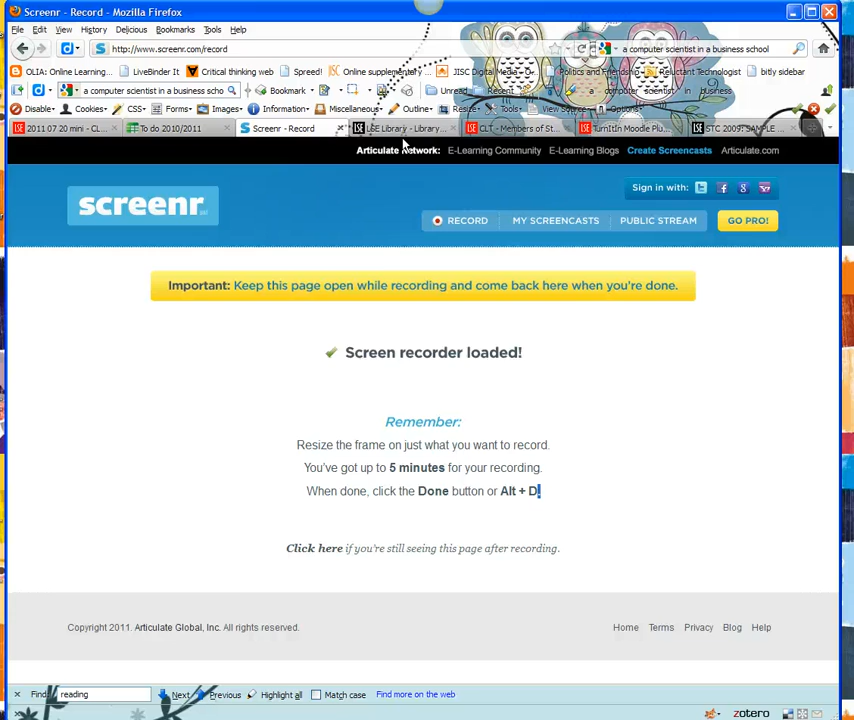 Screenr - Record - Mozilla Firefox
File Edit View History Delicious Bookmarks Tools Help
http://www.screenr.com/record
a computer scientist in a business school
OLIA: Online Learning... LiveBinder It Critical thinking web Spreed! Online supplementary ... JISC Digital Media - D... Politics and Friendship Reluctant Technologist bitly sidebar
a computer scientist in a business scho Bookmark Unread Recent a computer scientist in business
Disable Cookies CSS Forms Images Information Miscellaneous Outline Resize Tools View Source Options
2011 07 20 mini - CL... To do 2010/2011 Screenr - Record LSE Library - Library... CLT - Members of St... TurnItIn Moodle Plu... STC 2009: SAMPLE ...
Articulate Network: E-Learning Community E-Learning Blogs Create Screencasts Articulate.com
screenr
Sign in with:
RECORD MY SCREENCASTS PUBLIC STREAM GO PRO!
Important: Keep this page open while recording and come back here when you're done.
Screen recorder loaded!
Remember:
Resize the frame on just what you want to record.
You've got up to 5 minutes for your recording.
When done, click the Done button or Alt + D.
Click here if you're still seeing this page after recording.
Copyright 2011. Articulate Global, Inc. All rights reserved. Home Terms Privacy Blog Help
Find: reading Next Previous Highlight all Match case Find more on the web
zotero